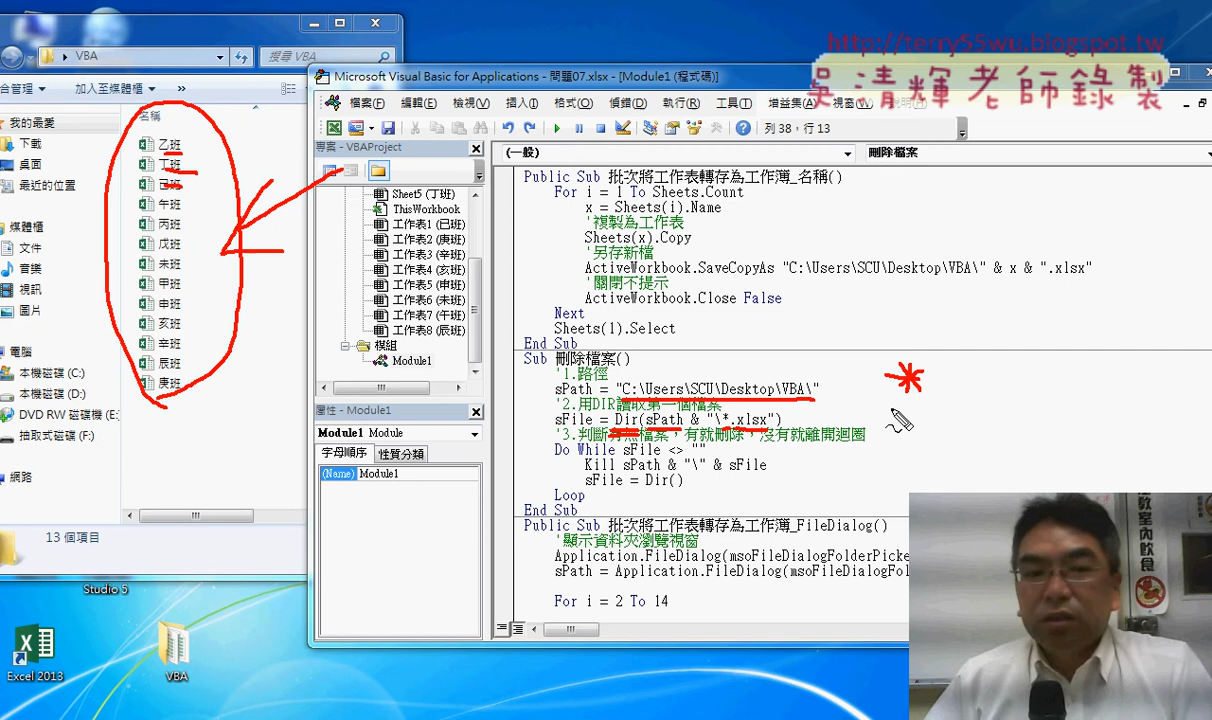 http://terry55wu.blogspot.tw
吳清輝老師錄製
VBA
搜尋 VBA
合管理
加入至媒體櫃
»
名稱
我的最愛
下載
桌面
最近的位置
媒體櫃
文件
音樂
視訊
圖片
電腦
本機磁碟 (C:)
本機磁碟 (D:)
DVD RW 磁碟機 (E:
抽取式磁碟 (F:)
網路
乙班
丁班
己班
午班
丙班
戊班
未班
甲班
申班
亥班
辛班
辰班
庚班
13 個項目
Studio 5
Excel 2013
VBA
Microsoft Visual Basic for Applications - 問題07.xlsx - [Module1 (程式碼)]
檔案(F) 編輯(E) 檢視(V) 插入(I) 格式(O) 偵錯(D) 執行(R) 工具(T) 增益集(A) 視窗(W) 說明(H)
列 38，行 13
專案 - VBAProject
Sheet5 (丁班)
ThisWorkbook
工作表1 (已班)
工作表2 (庚班)
工作表3 (辛班)
工作表4 (亥班)
工作表5 (申班)
工作表6 (未班)
工作表7 (午班)
工作表8 (辰班)
模組
Module1
屬性 - Module1
Module1 Module
字母順序 性質分類
(Name) Module1
(一般)
刪除檔案
Public Sub 批次將工作表轉存為工作簿_名稱()
For i = 1 To Sheets.Count
x = Sheets(i).Name
'複製為工作表
Sheets(x).Copy
'另存新檔
ActiveWorkbook.SaveCopyAs "C:\Users\SCU\Desktop\VBA\" & x & ".xlsx"
'關閉不提示
ActiveWorkbook.Close False
Next
Sheets(1).Select
End Sub
Sub 刪除檔案()
'1.路徑
sPath = "C:\Users\SCU\Desktop\VBA\"
'2.用DIR讀取第一個檔案
sFile = Dir(sPath & "\*.xlsx")
'3.判斷有無檔案，有就刪除，沒有就離開迴圈
Do While sFile <> ""
Kill sPath & "\" & sFile
sFile = Dir()
Loop
End Sub
Public Sub 批次將工作表轉存為工作簿_FileDialog()
'顯示資料夾瀏覽視窗
Application.FileDialog(msoFileDialogFolderPicke
sPath = Application.FileDialog(msoFileDialogFol
For i = 2 To 14
室內飲食